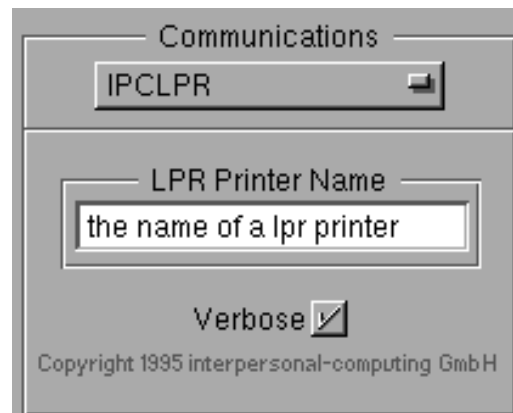 Communications
IPCLPR
LPR Printer Name
the name of a lpr printer
Verbose
Copyright 1995 interpersonal-computing GmbH